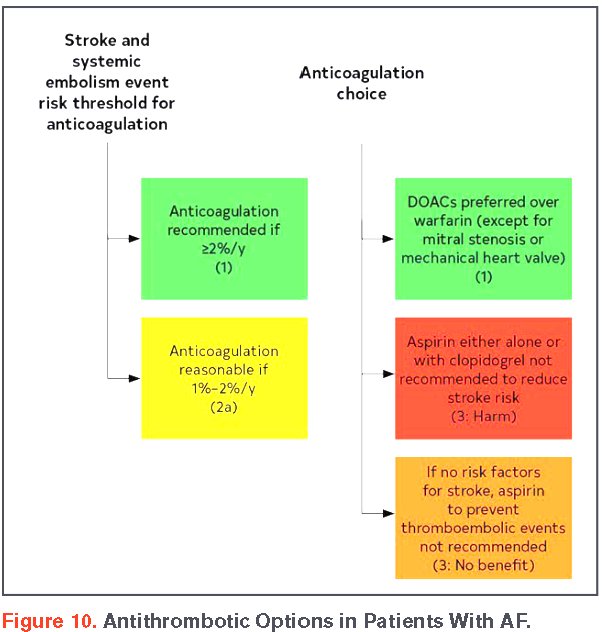 Stroke and
systemic
embolism event
risk threshold for
anticoagulation
Anticoagulation
recommended if
≥2%/y
(1)
Anticoagulation
reasonable if
1%–2%/y
(2a)
Anticoagulation
choice
DOACs preferred over
warfarin (except for
mitral stenosis or
mechanical heart valve)
(1)
Aspirin either alone or
with clopidogrel not
recommended to reduce
stroke risk
(3: Harm)
If no risk factors
for stroke, aspirin
to prevent
thromboembolic events
not recommended
(3: No benefit)
Figure 10. Antithrombotic Options in Patients With AF.